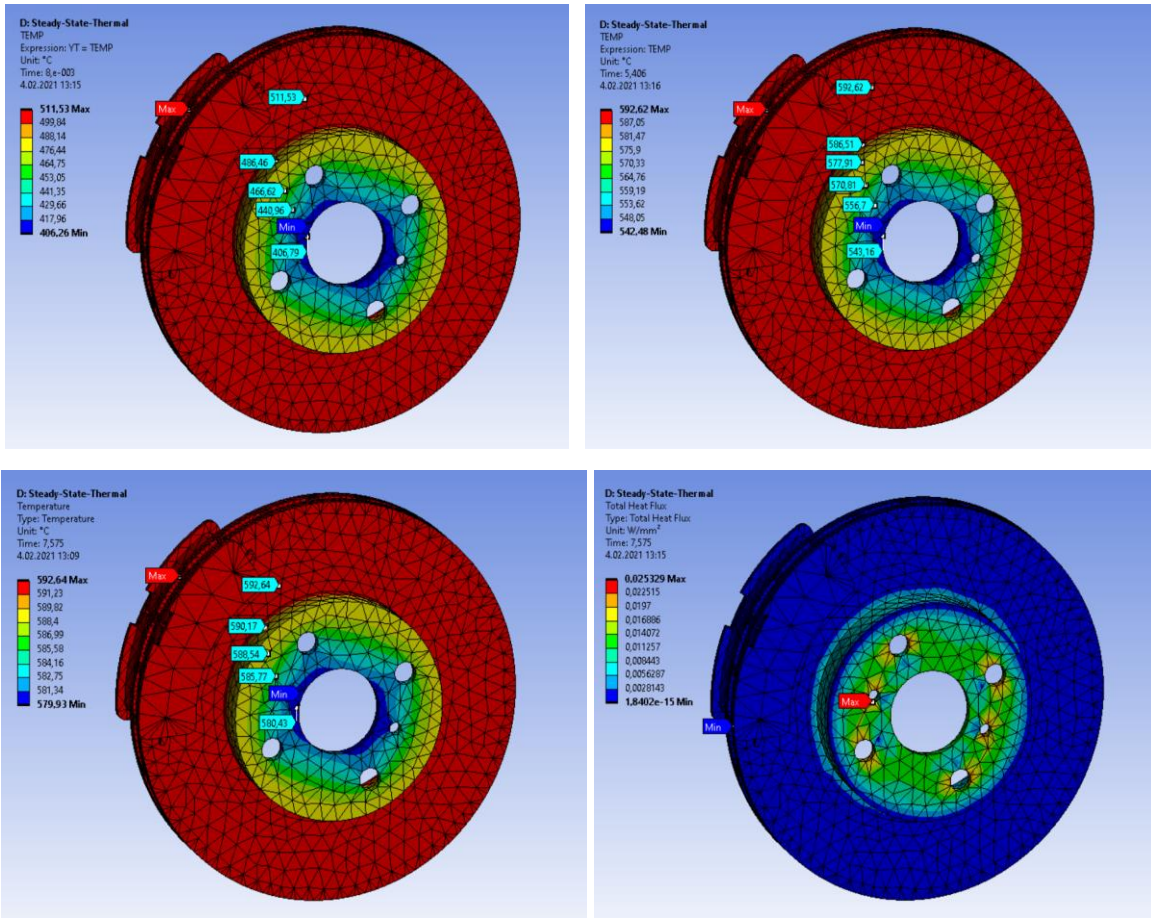 D: Steady-State-Thermal
TEMP
Expression: YT = TEMP
Unit: °C
Time: 8,e-003
4.02.2021 13:15
511,53 Max
499,84
488,14
476,44
464,75
453,05
441,35
429,66
417,96
406,26 Min
Max
511,53
486,46
466,62
440,96
Min
406,79
D: Steady-State-Thermal
TEMP
Expression: TEMP
Unit: °C
Time: 5,406
4.02.2021 13:16
592,62 Max
587,05
581,47
575,9
570,33
564,76
559,19
553,62
548,05
542,48 Min
Max
592,62
586,51
577,91
570,81
556,7
Min
543,16
D: Steady-State-Thermal
Temperature
Type: Temperature
Unit: °C
Time: 7,575
4.02.2021 13:09
592,64 Max
591,23
589,82
588,4
586,99
585,58
584,16
582,75
581,34
579,93 Min
Max
592,64
590,17
588,54
585,77
Min
580,43
D: Steady-State-Thermal
Total Heat Flux
Type: Total Heat Flux
Unit: W/mm²
Time: 7,575
4.02.2021 13:15
0,025329 Max
0,022515
0,0197
0,016886
0,014072
0,011257
0,008443
0,0056287
0,0028143
1,8402e-15 Min
Max
Min